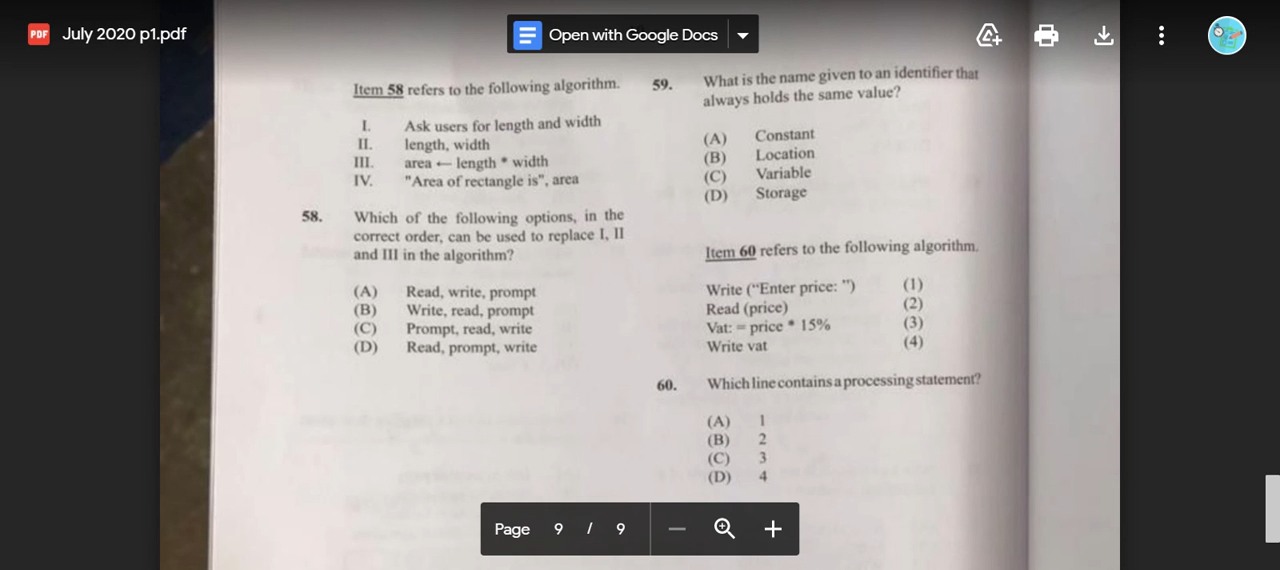 PDF July 2020 p1.pdf
Open with Google Docs
Item 58 refers to the following algorithm.
I. Ask users for length and width
II. length, width
III. area ← length * width
IV. "Area of rectangle is", area
58. Which of the following options, in the
correct order, can be used to replace I, II
and III in the algorithm?
(A) Read, write, prompt
(B) Write, read, prompt
(C) Prompt, read, write
(D) Read, prompt, write
59. What is the name given to an identifier that
always holds the same value?
(A) Constant
(B) Location
(C) Variable
(D) Storage
Item 60 refers to the following algorithm.
Write ("Enter price: ") (1)
Read (price) (2)
Vat: = price * 15% (3)
Write vat (4)
60. Which line contains a processing statement?
(A) 1
(B) 2
(C) 3
(D) 4
Page 9 / 9